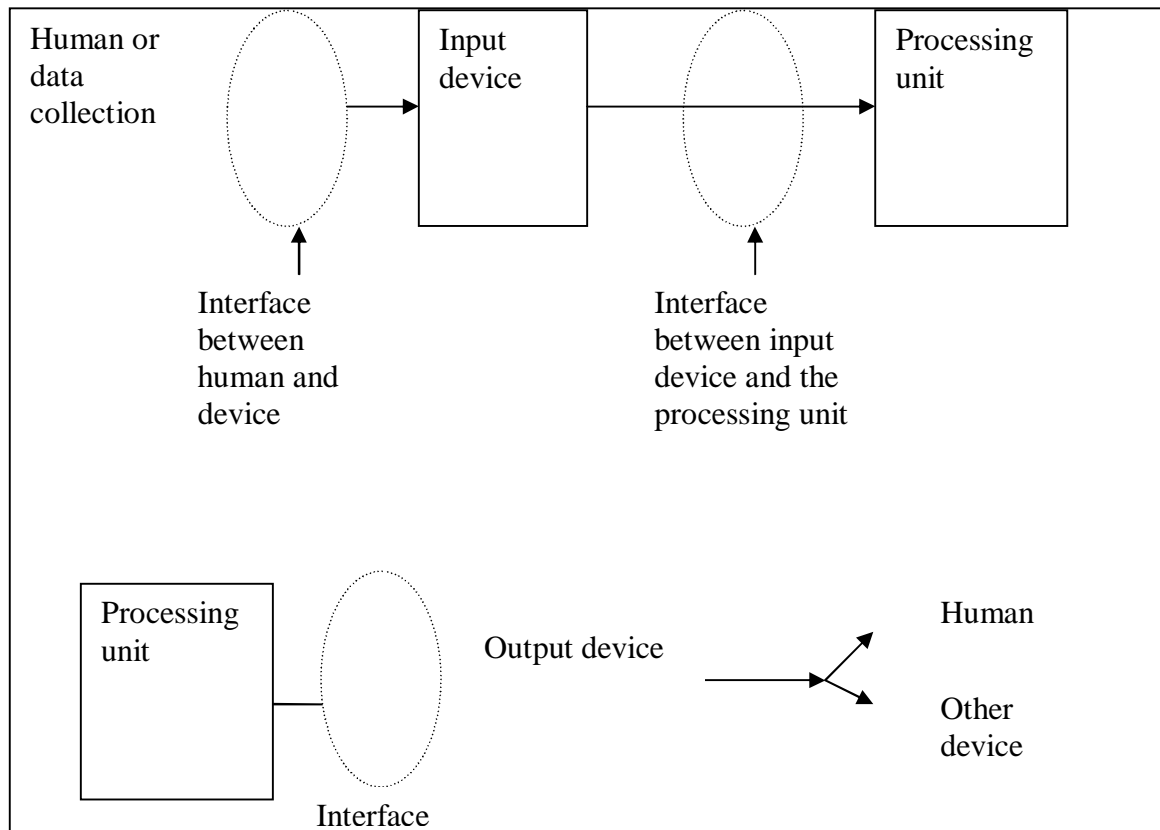 Human or
data
collection
Input
device
Processing
unit
Interface
between
human and
device
Interface
between input
device and the
processing unit
Processing
unit
Output device
Human
Other
device
Interface